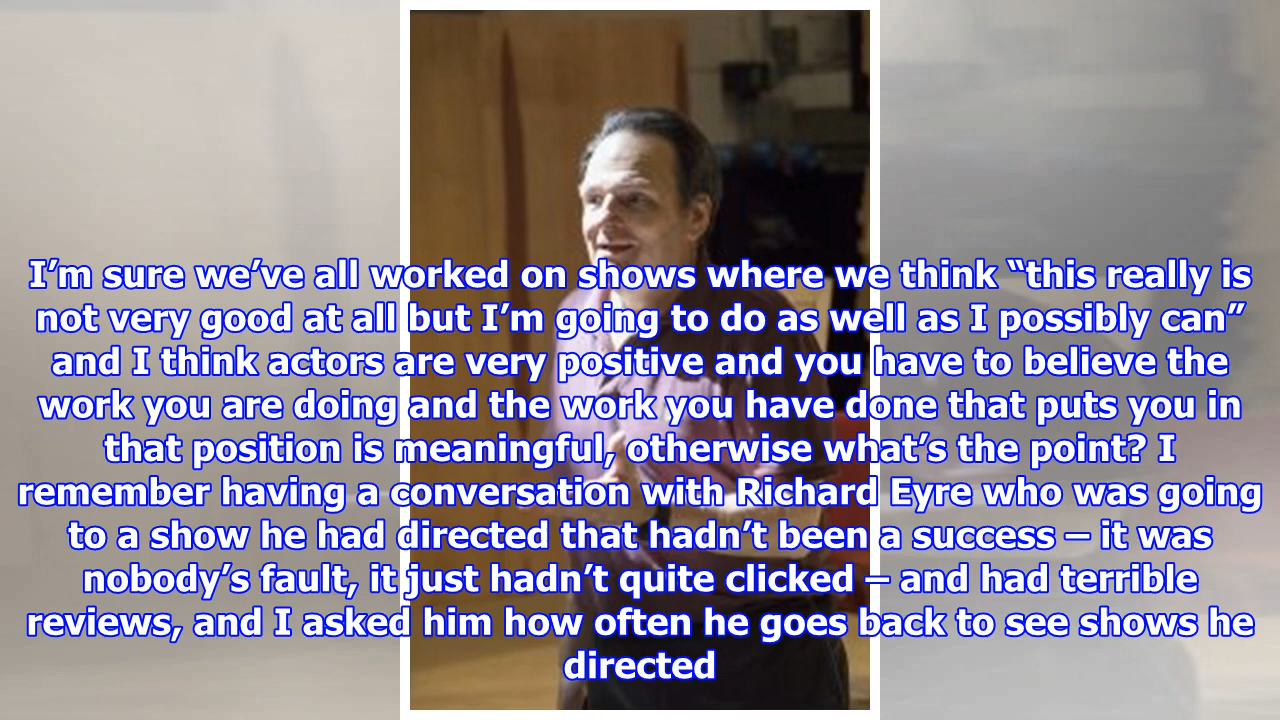 I’m sure we’ve all worked on shows where we think “this really is
not very good at all but I’m going to do as well as I possibly can”
and I think actors are very positive and you have to believe the
work you are doing and the work you have done that puts you in
that position is meaningful, otherwise what’s the point? I
remember having a conversation with Richard Eyre who was going
to a show he had directed that hadn’t been a success – it was
nobody’s fault, it just hadn’t quite clicked – and had terrible
reviews, and I asked him how often he goes back to see shows he
directed